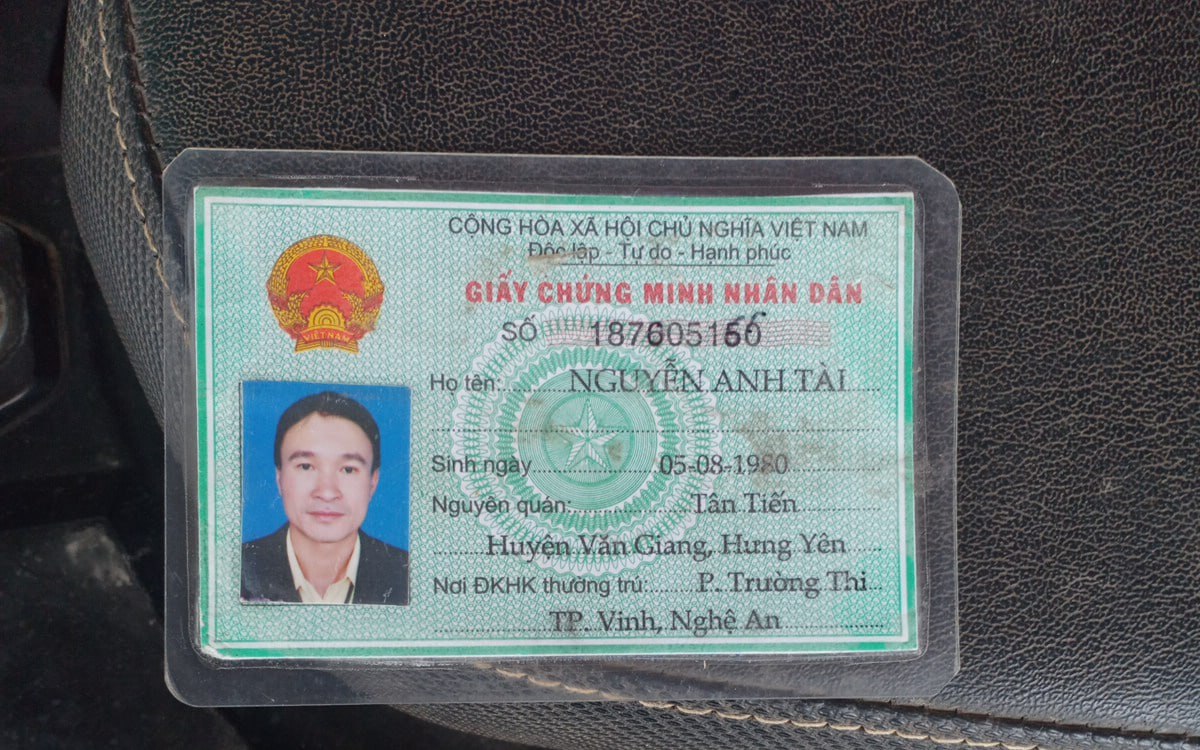 CỘNG HÒA XÃ HỘI CHỦ NGHĨA VIỆT NAM
Độc lập - Tự do - Hạnh phúc
GIẤY CHỨNG MINH NHÂN DÂN
SỐ
VIỆT NAM
Họ tên: NGUYỄN ANH TÀI
Sinh ngày 05-08-1980
Nguyên quán: Tân Tiến
Huyện Văn Giang, Hưng Yên
Nơi ĐKHK thường trú: P. Trường Thi
TP. Vinh, Nghệ An